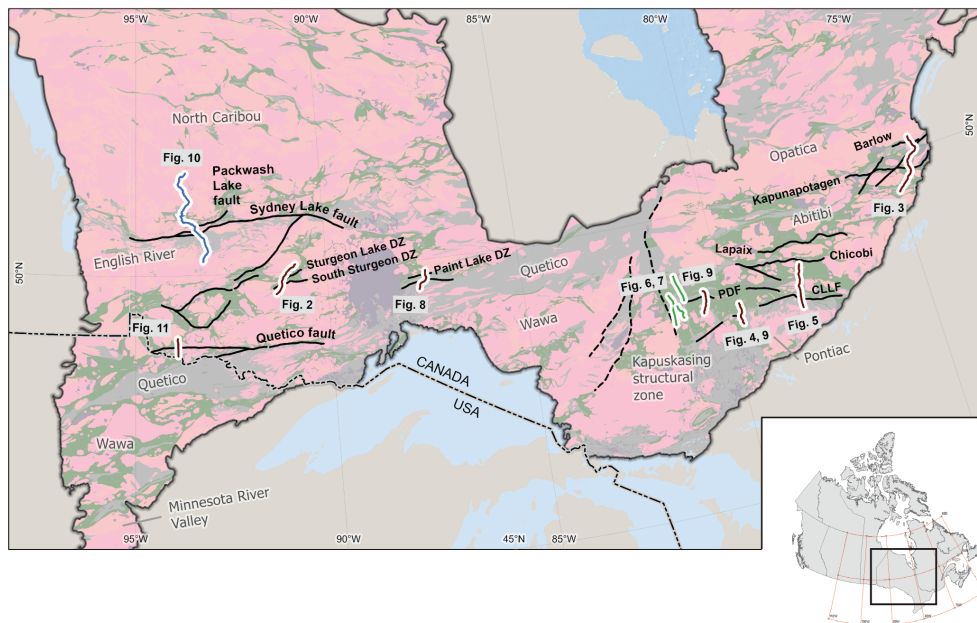 95°W
90°W
85°W
80°W
75°W
50°N
North Caribou
Opatica
Barlow
Fig. 10
Packwash
Lake
fault
Kapunapotagen
Sydney Lake fault
Abitibi
Fig. 3
English River
Lapaix
Chicobi
50°N
Sturgeon Lake DZ
South Sturgeon DZ
Paint Lake DZ
Quetico
Fig. 6, 7
Fig. 9
PDF
CLLF
Fig. 2
Fig. 8
Fig. 11
Quetico fault
Wawa
Fig. 4, 9
Fig. 5
Pontiac
Kapuskasing
structural
zone
Quetico
CANADA
USA
Wawa
Minnesota River
Valley
95°W
90°W
45°N
85°W